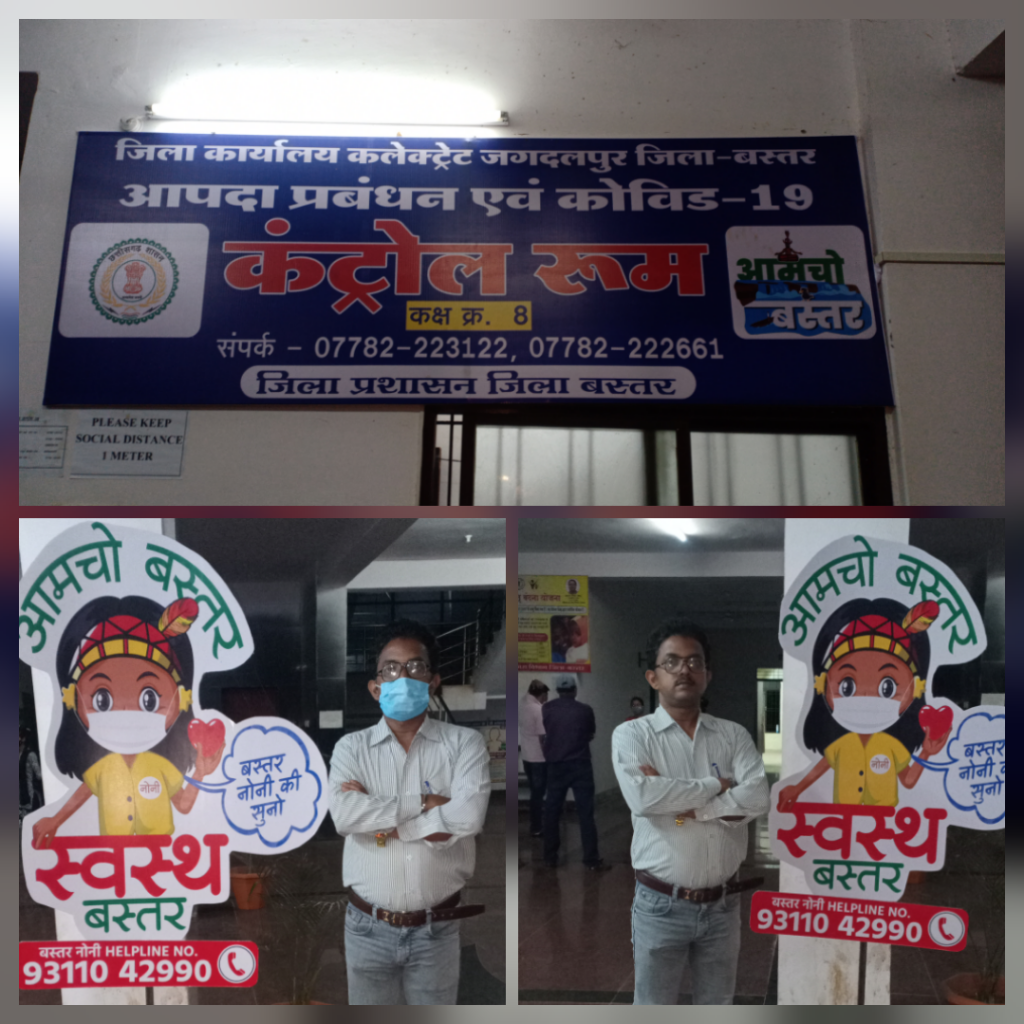 जिला कार्यालय कलेक्ट्रेट जगदलपुर जिला-बस्तर
आपदा प्रबंधन एवं कोविड-19
कंट्रोल रूम
कक्ष क्र. 8
संपर्क - 07782-223122, 07782-222661
जिला प्रशासन जिला बस्तर
छत्तीसगढ़ शासन
आमचो
बस्तर
PLEASE KEEP
SOCIAL DISTANCE
1 METER
आमचो बस्तर
नोनी
बस्तर
नोनी की
सुनो
स्वस्थ
बस्तर
बस्तर नोनी HELPLINE NO.
93110 42990
आमचो बस्तर
नोनी
बस्तर
नोनी
सुनो
स्वस्थ
बस्तर
बस्तर नोनी HELPLINE NO.
93110 42990